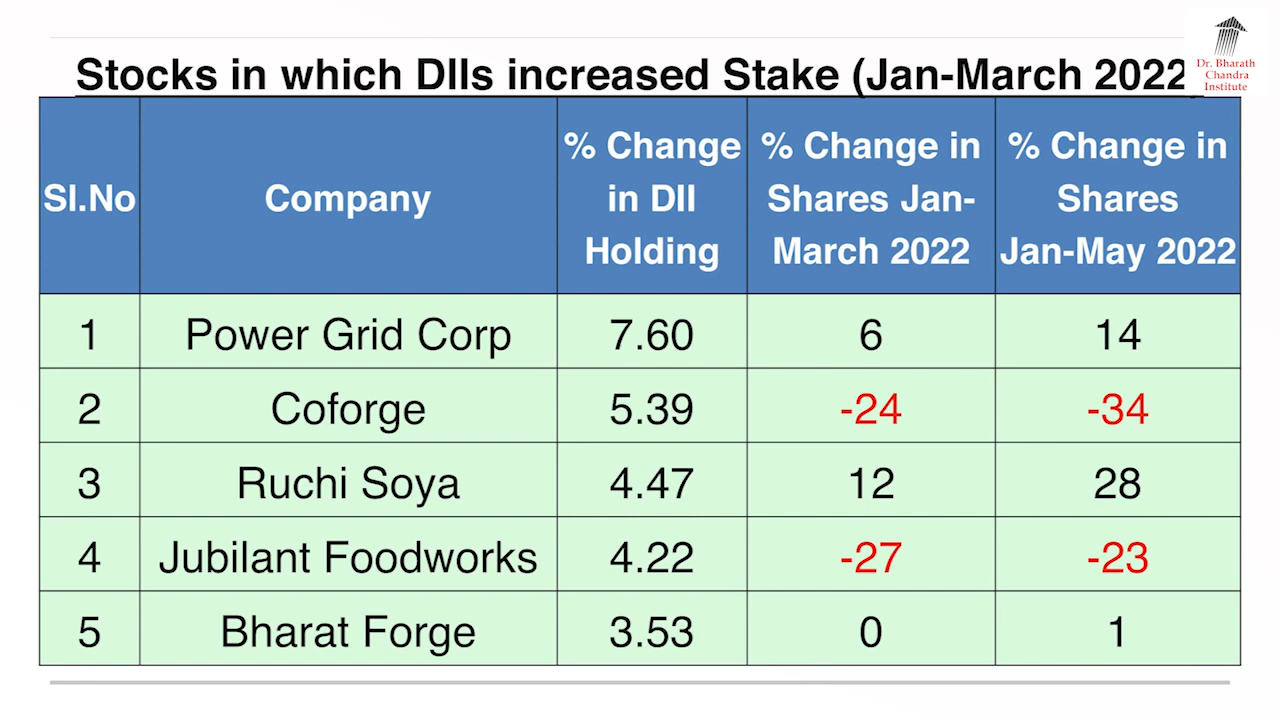 Stocks in which DIIs increased Stake (Jan-March 2022)
Dr. Bharath
Chandra
Institute
Sl.No Company % Change in DII Holding % Change in Shares Jan-March 2022 % Change in Shares Jan-May 2022
1 Power Grid Corp 7.60 6 14
2 Coforge 5.39 -24 -34
3 Ruchi Soya 4.47 12 28
4 Jubilant Foodworks 4.22 -27 -23
5 Bharat Forge 3.53 0 1